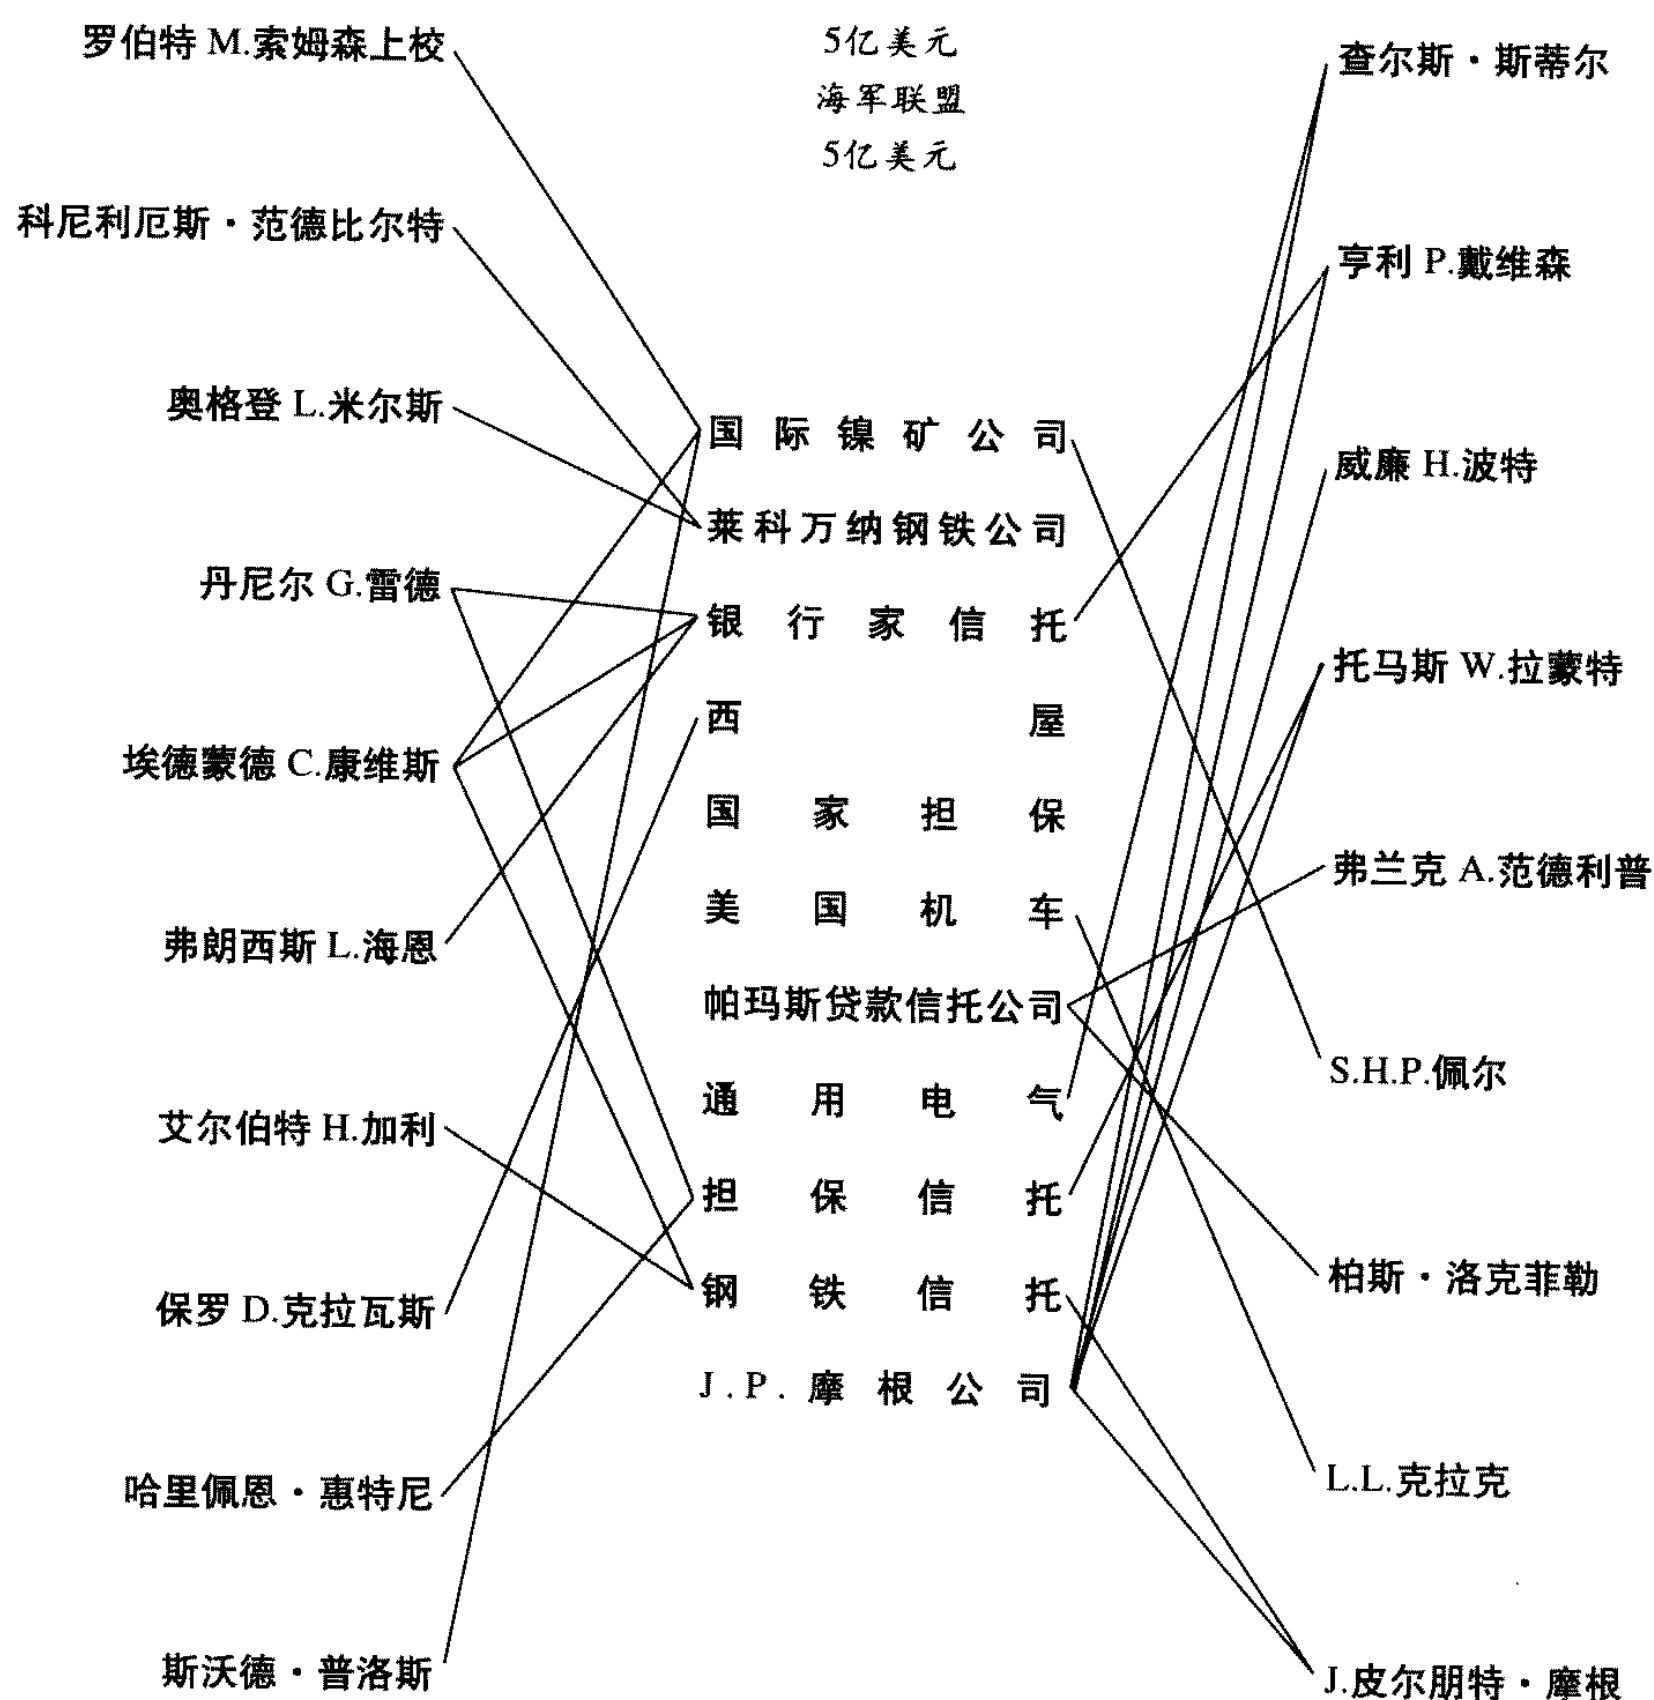 5亿美元
海军联盟
5亿美元
罗伯特 M.索姆森上校
科尼利厄斯·范德比尔特
奥格登 L.米尔斯
丹尼尔 G.雷德
埃德蒙德 C.康维斯
弗朗西斯 L.海恩
艾尔伯特 H.加利
保罗 D.克拉瓦斯
哈里佩恩·惠特尼
斯沃德·普洛斯
国际镍矿公司
莱科万纳钢铁公司
银行家信托
西屋
国家担保
美国机车
帕玛斯贷款信托公司
通用电气
担保信托
钢铁信托
J.P.摩根公司
查尔斯·斯蒂尔
亨利 P.戴维森
威廉 H.波特
托马斯 W.拉蒙特
弗兰克 A.范德利普
S.H.P.佩尔
柏斯·洛克菲勒
L.L.克拉克
J.皮尔朋特·摩根